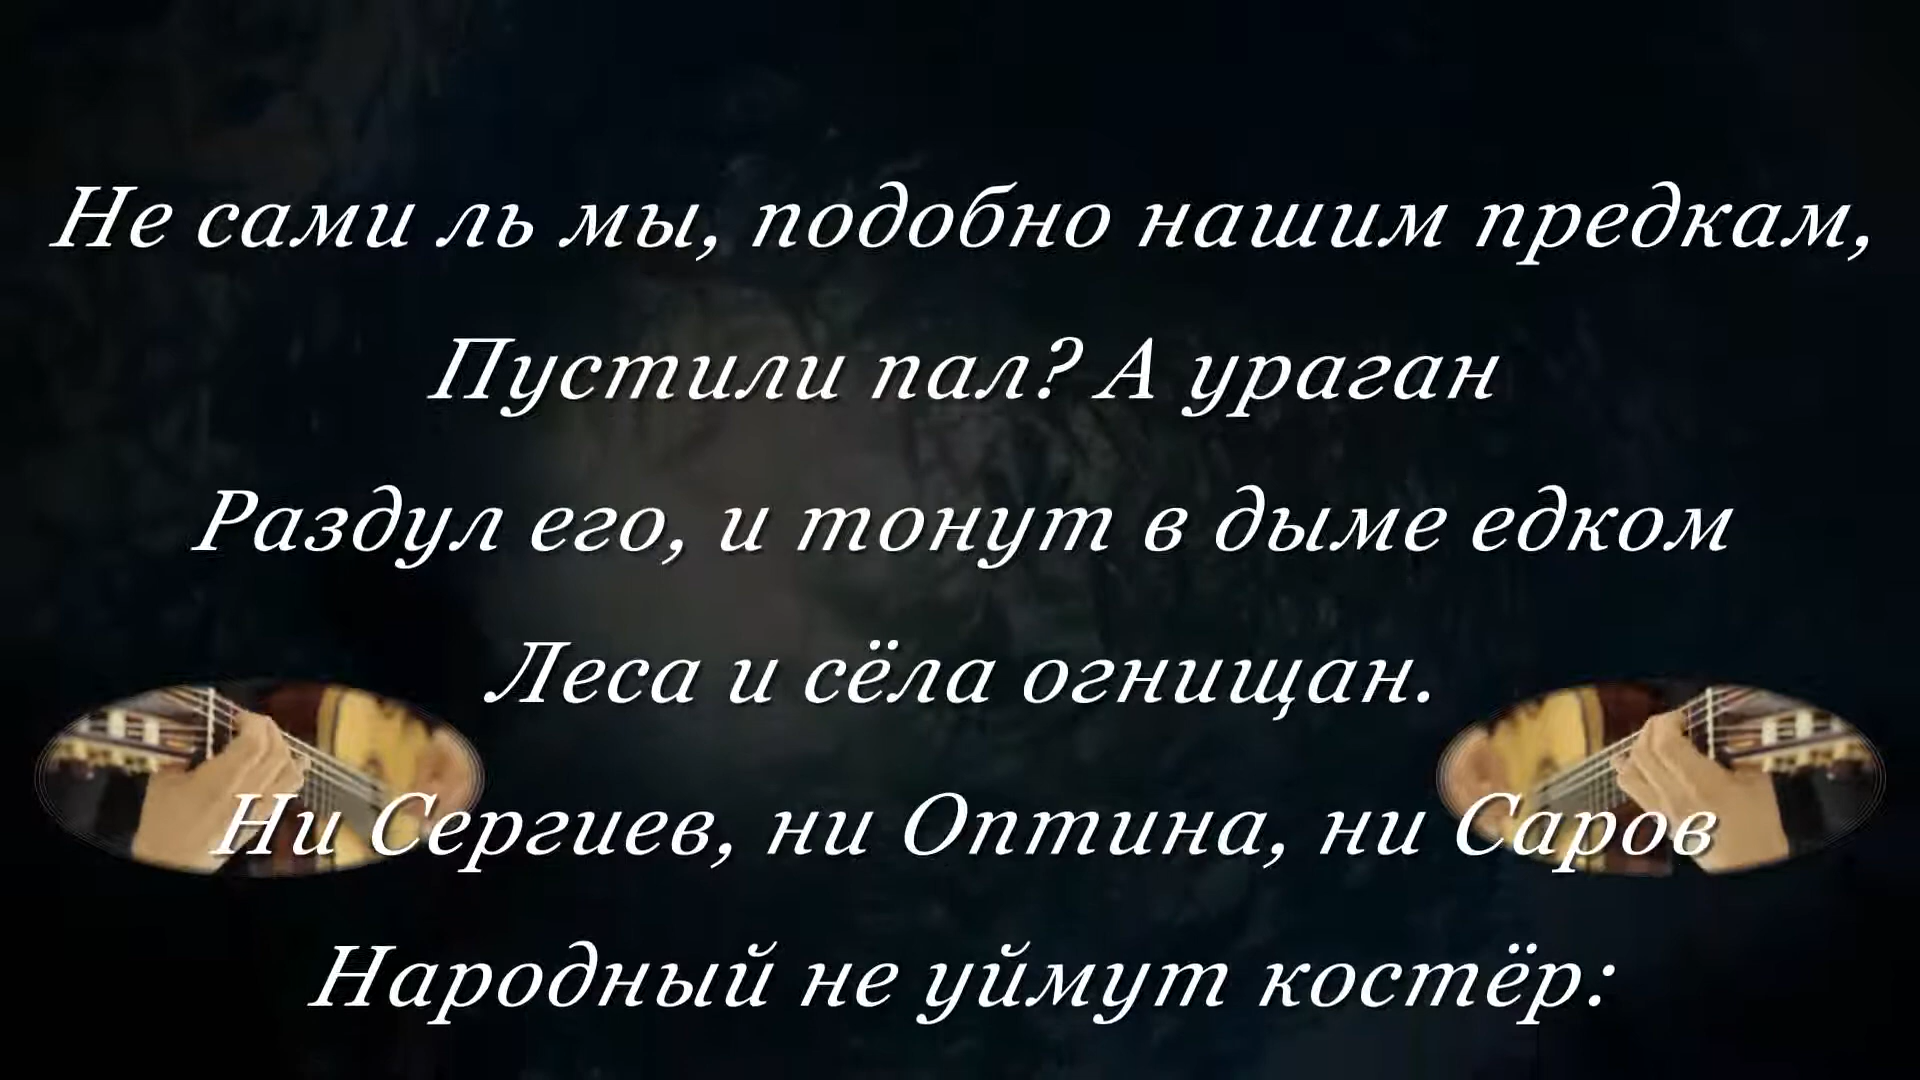 Не сами ль мы, подобно нашим предкам,
Пустили пал? А ураган
Раздул его, и тонут в дыме едком
Леса и сёла огнищан.
Ни Сергиев, ни Оптина, ни Саров
Народный не уймут костёр: